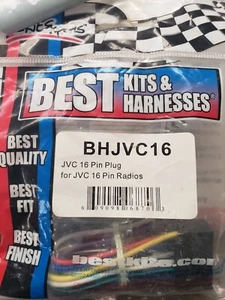 BEST KITS &
HARNESSES®
BEST
QUALITY
BEST
FIT
BEST
FINISH
BHJVC16
JVC 16 Pin Plug
for JVC 16 Pin Radios
bestkits.com